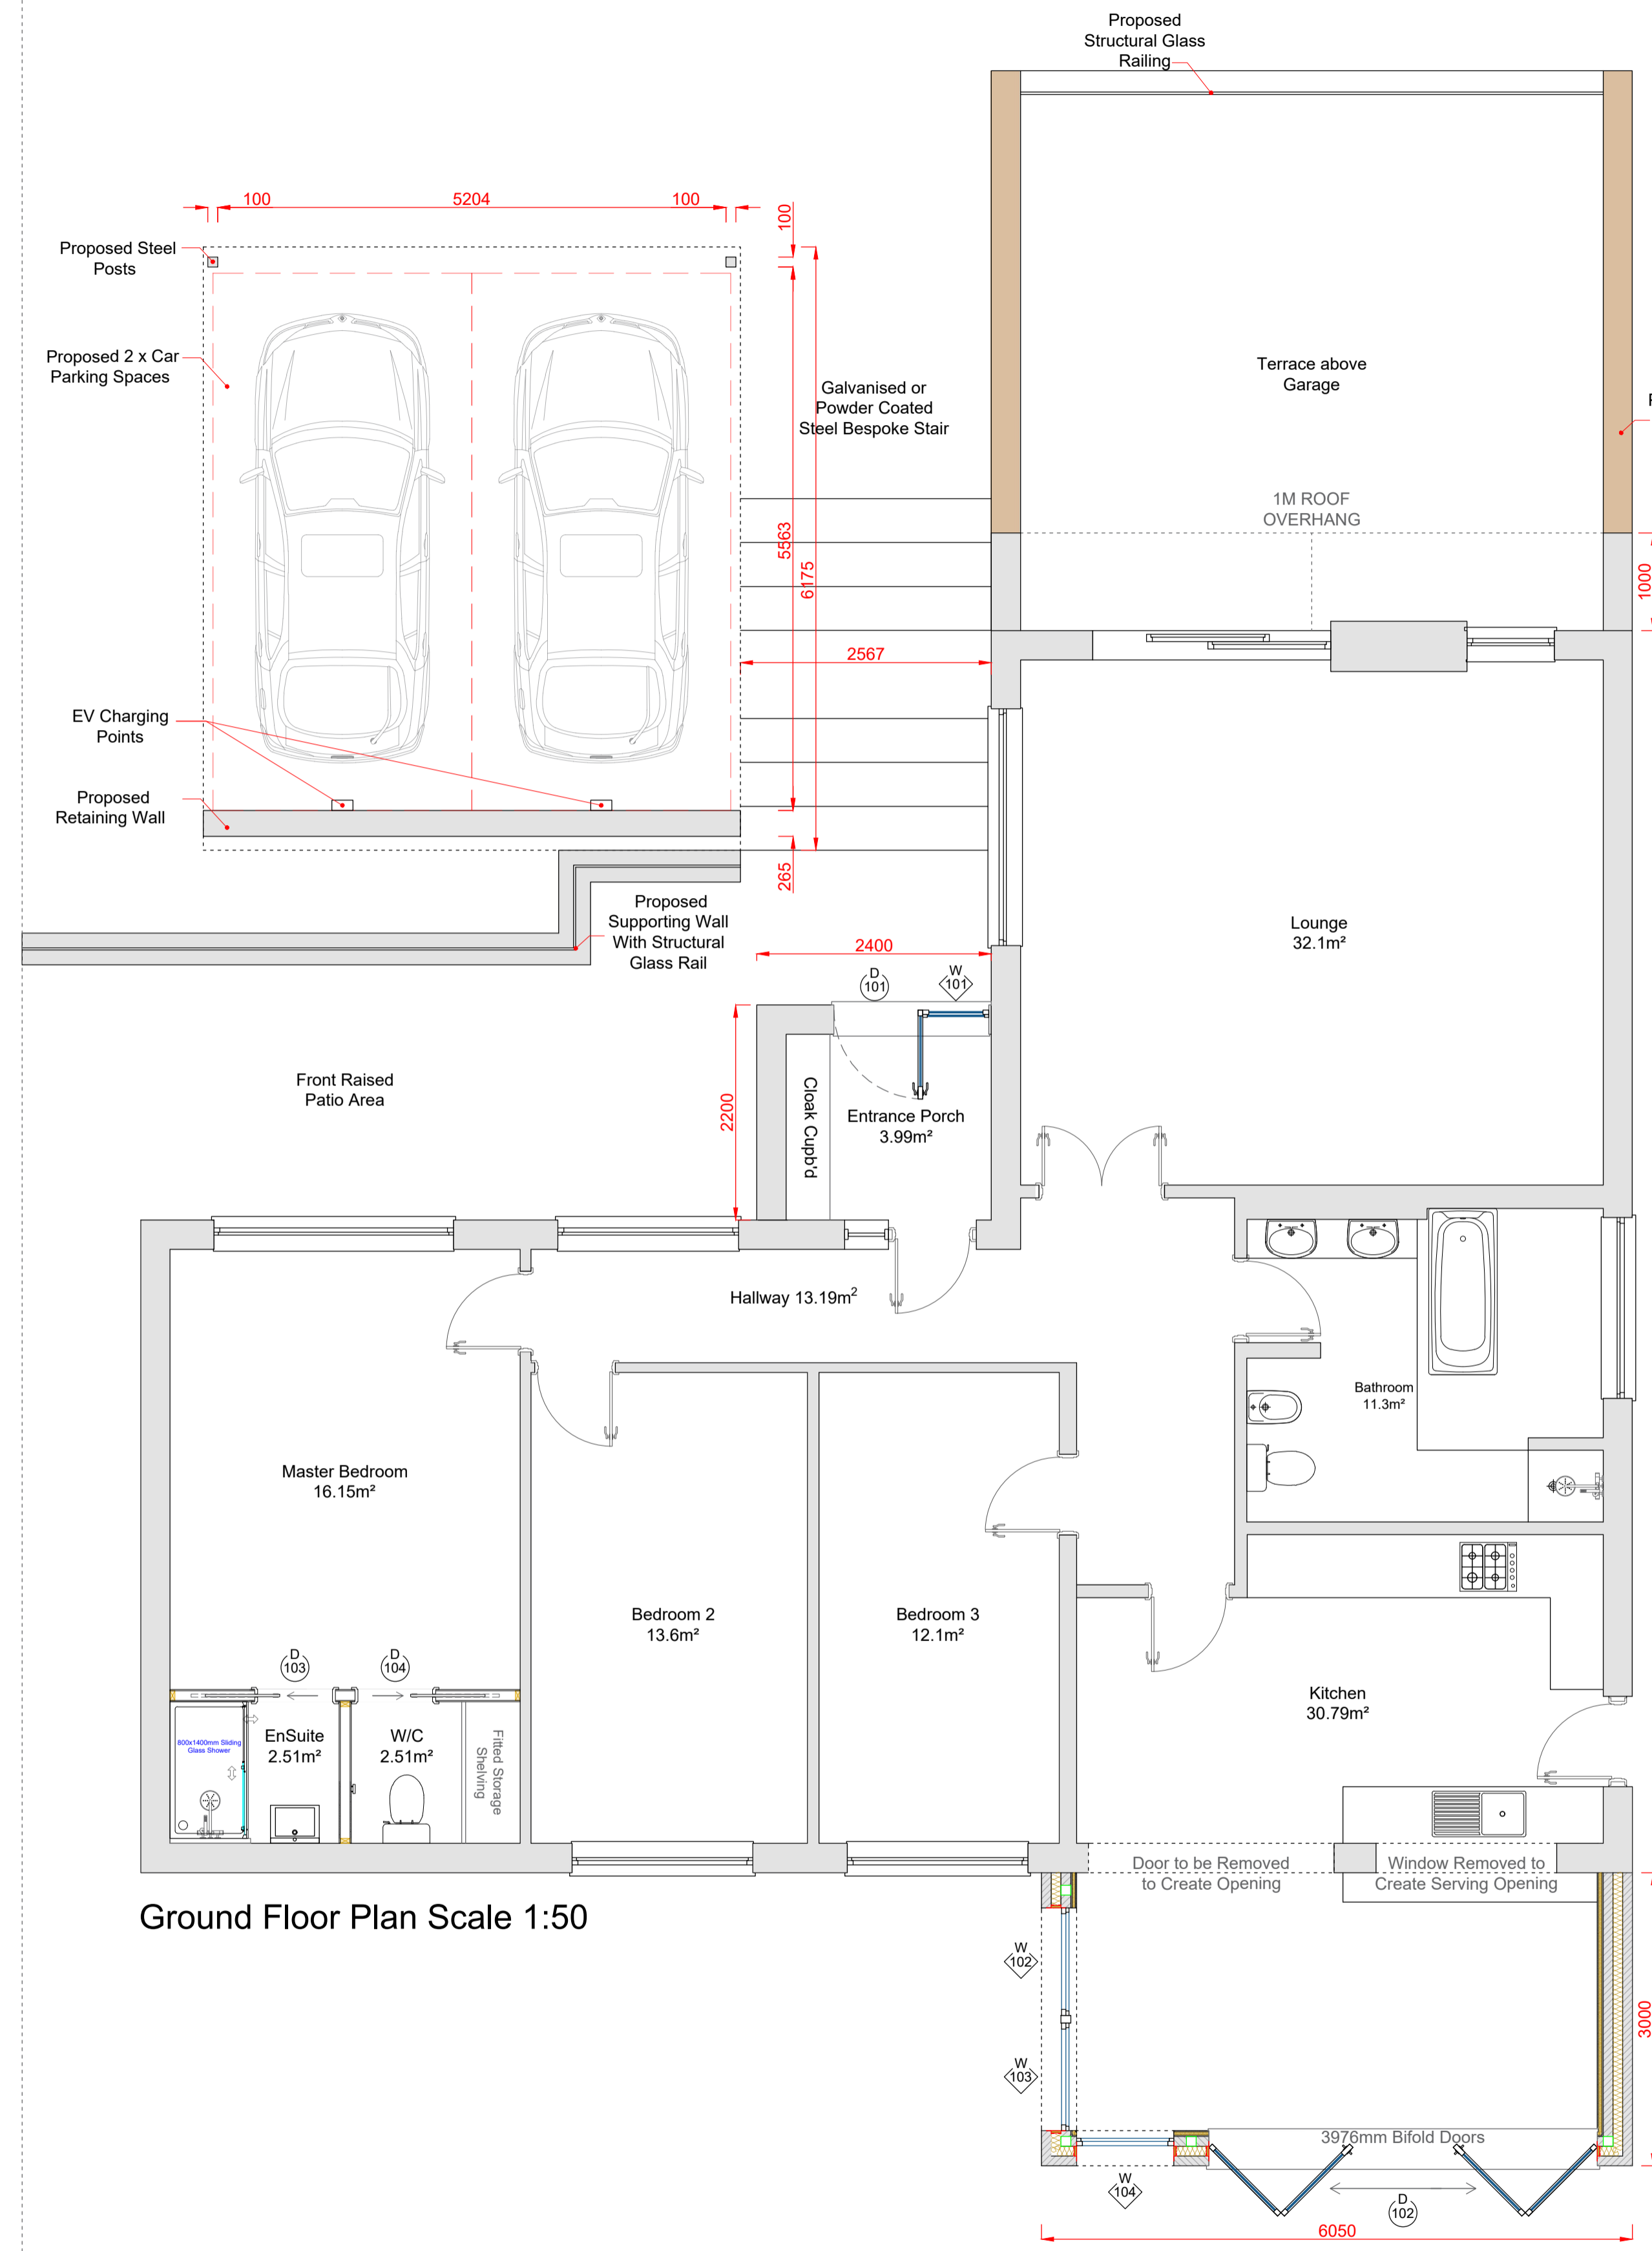 Proposed
Structural Glass
Railing
100
5204
100
100
Proposed Steel
Posts
Proposed 2 x Car
Parking Spaces
Galvanised or
Powder Coated
Steel Bespoke Stair
Terrace above
Garage
1M ROOF
OVERHANG
1000
5563
6175
2567
EV Charging
Points
Proposed
Retaining Wall
265
Proposed
Supporting Wall
With Structural
Glass Rail
2400
Lounge
32.1m²
D
101
W
101
Front Raised
Patio Area
2200
Cloak Cupb'd
Entrance Porch
3.99m²
Hallway 13.19m²
Bathroom
11.3m²
Master Bedroom
16.15m²
Bedroom 2
13.6m²
Bedroom 3
12.1m²
D
103
D
104
Kitchen
30.79m²
800x1400mm Sliding
Glass Shower
EnSuite
2.51m²
W/C
2.51m²
Fitted Storage
Shelving
Door to be Removed
to Create Opening
Window Removed to
Create Serving Opening
Ground Floor Plan Scale 1:50
W
102
W
103
3000
3976mm Bifold Doors
W
104
D
102
6050